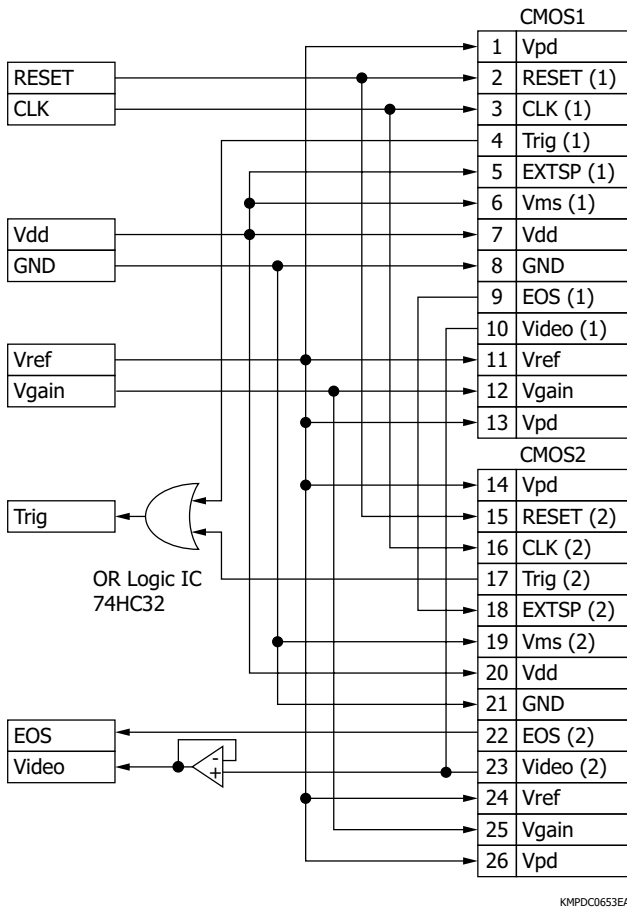 CMOS1
1 Vpd
RESET
2 RESET (1)
CLK
3 CLK (1)
4 Trig (1)
5 EXTSP (1)
6 Vms (1)
Vdd
7 Vdd
GND
8 GND
9 EOS (1)
10 Video (1)
Vref
11 Vref
Vgain
12 Vgain
13 Vpd
CMOS2
14 Vpd
Trig
15 RESET (2)
16 CLK (2)
OR Logic IC
74HC32
17 Trig (2)
18 EXTSP (2)
19 Vms (2)
20 Vdd
21 GND
EOS
22 EOS (2)
Video
-
+
23 Video (2)
24 Vref
25 Vgain
26 Vpd
KMPDC0653EA